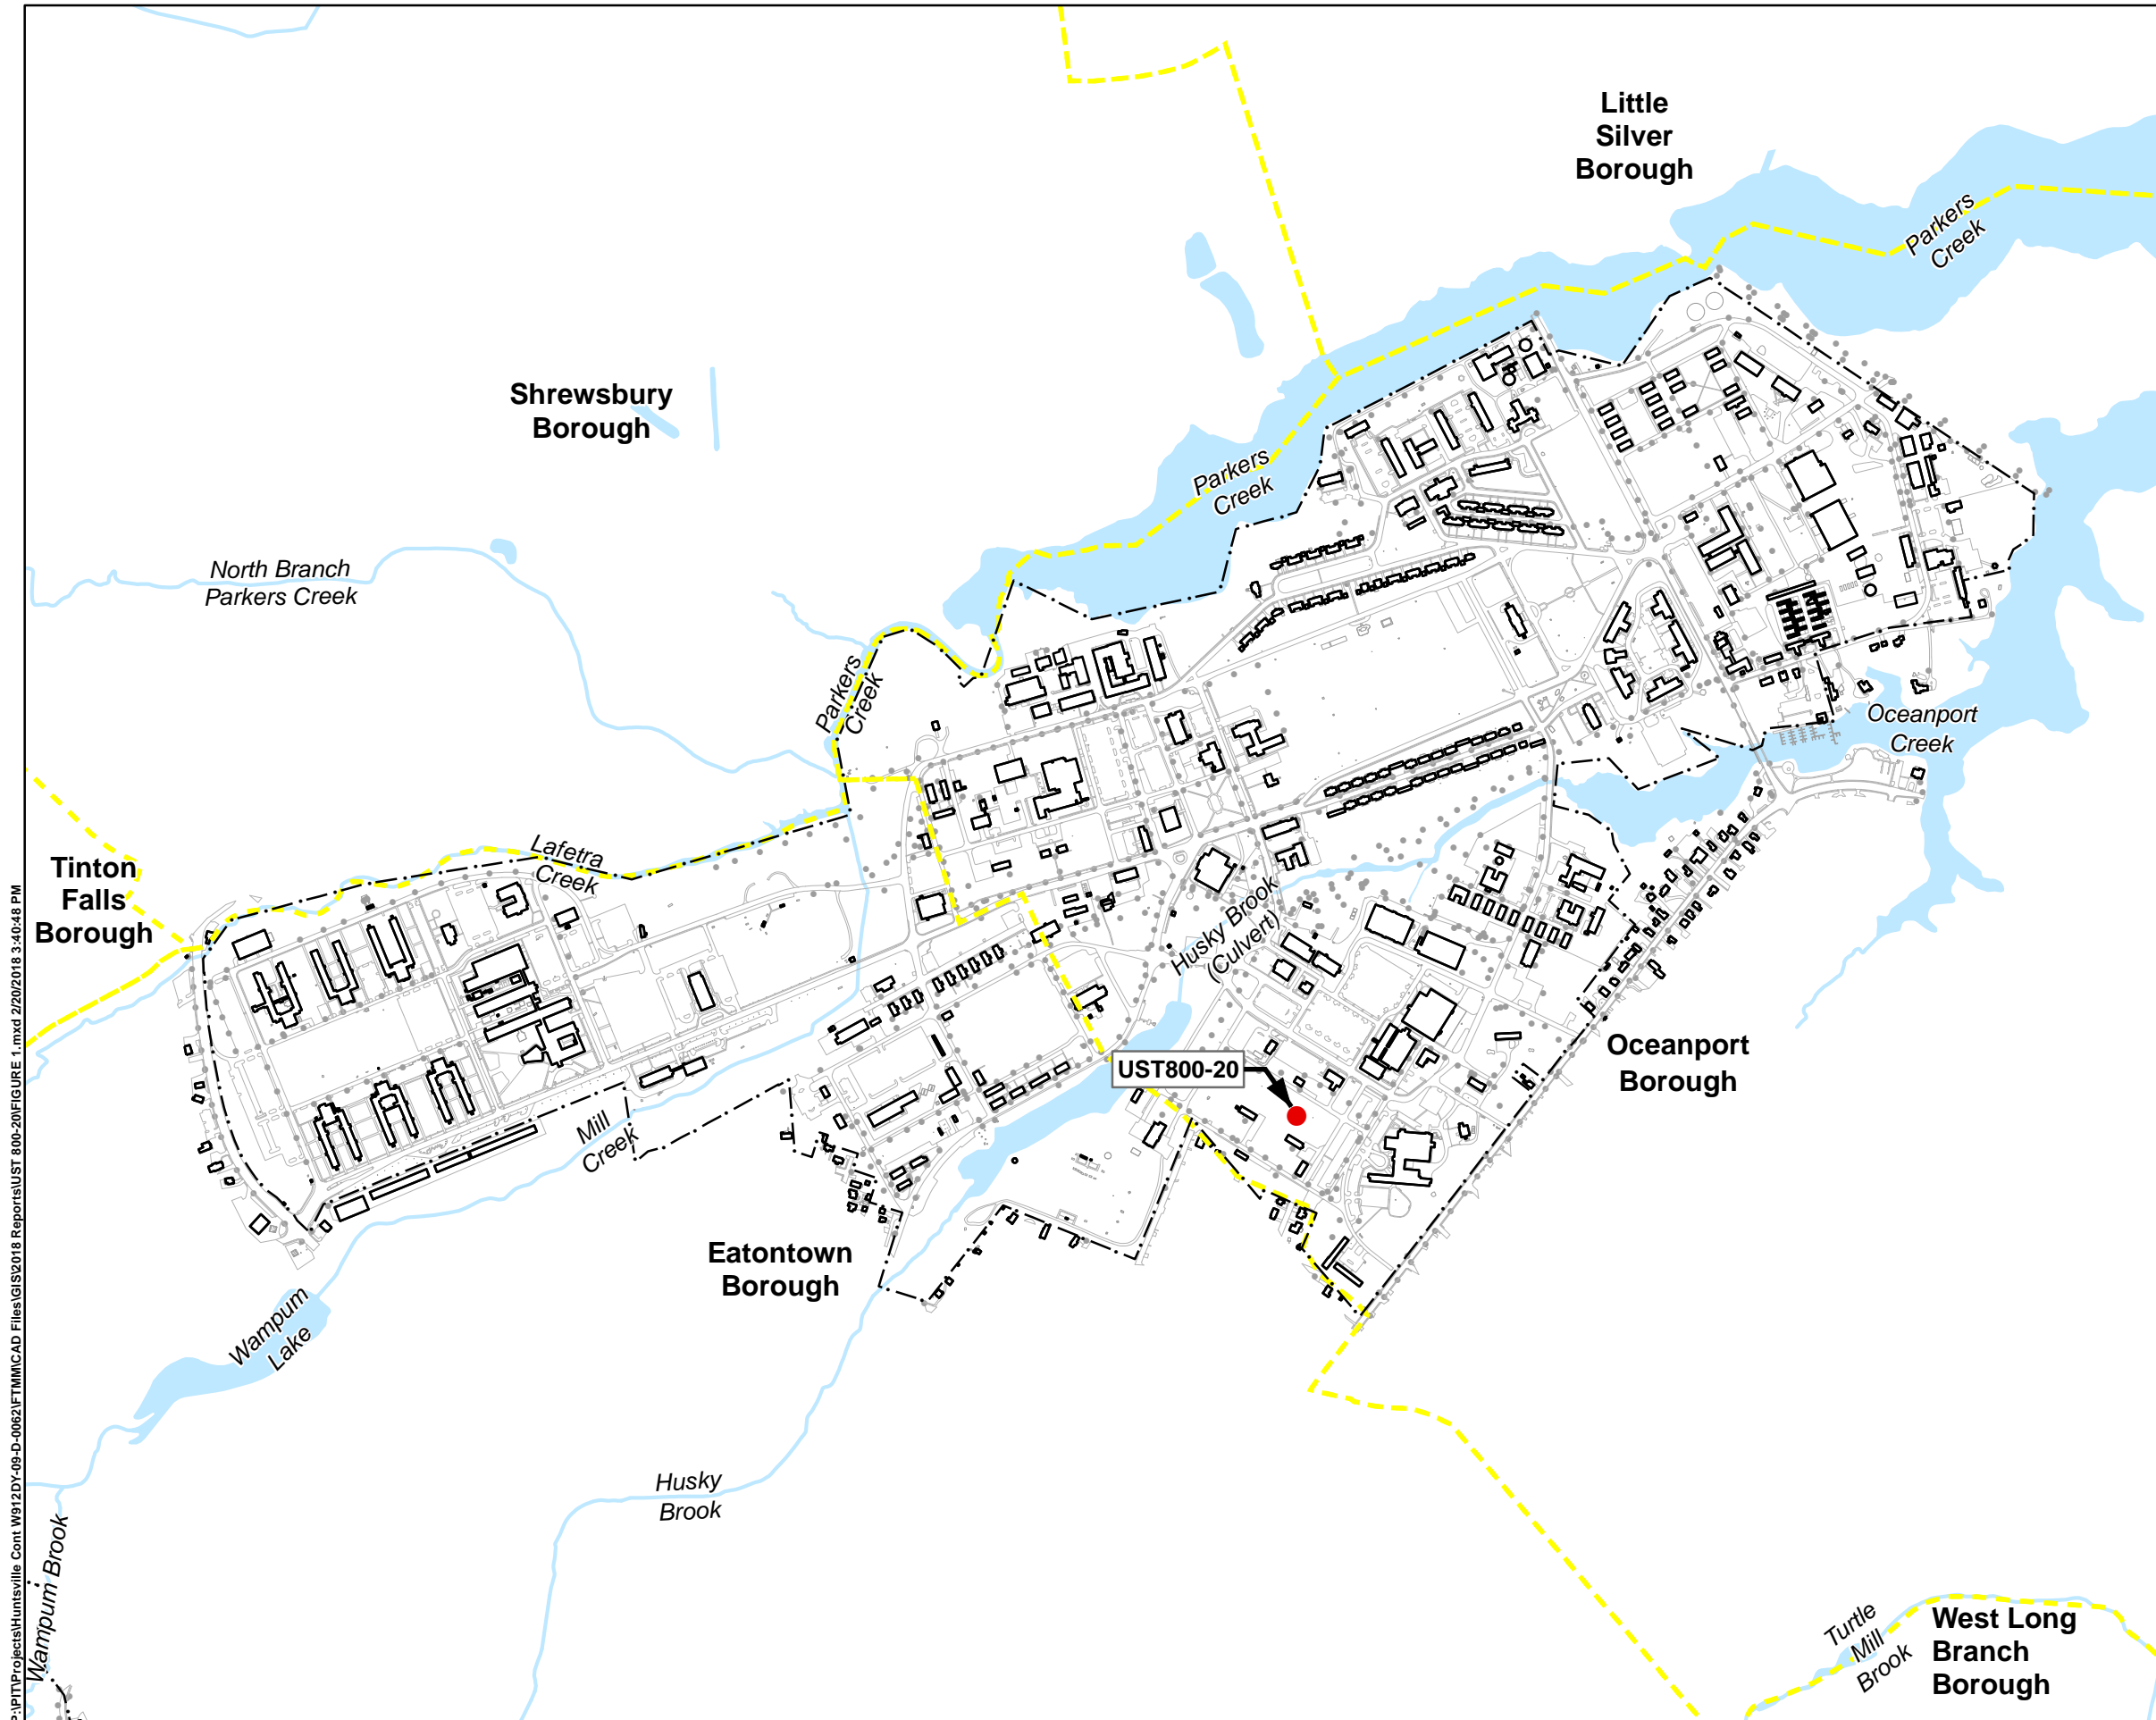 Little
Silver
Borough
Parkers
Creek
Shrewsbury
Borough
Parkers
Creek
North Branch
Parkers Creek
Parkers
Creek
Oceanport
Creek
Lafetra
Creek
Tinton
Falls
Borough
Husky Brook
(Culvert)
UST800-20
Oceanport
Borough
Mill
Creek
Eatontown
Borough
Wampum
Lake
Husky
Brook
Wampum Brook
Turtle
Mill
Brook
West Long
Branch
Borough
P:\PIT\Projects\Huntsville Cont W912DY-09-D-0062\FTMM\CAD Files\GIS\2018 Reports\UST 800-20\FIGURE 1.mxd 2/20/2018 3:40:48 PM